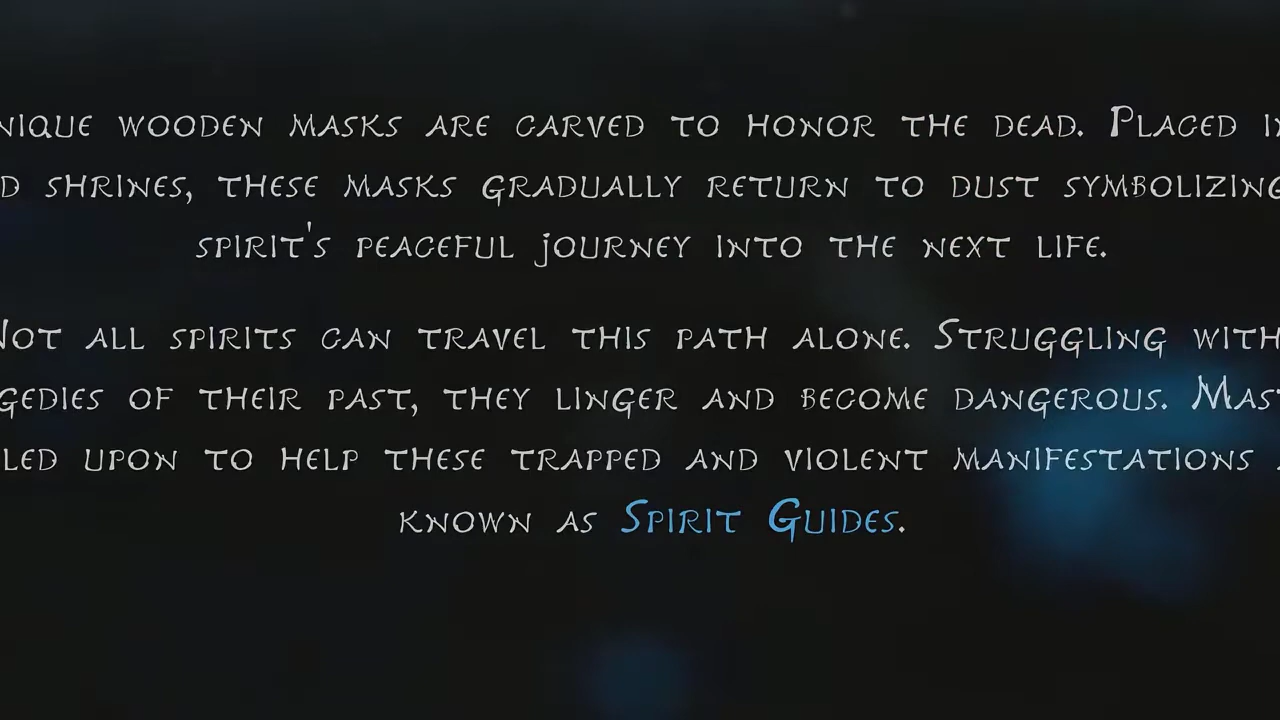 NIQUE WOODEN MASKS ARE CARVED TO HONOR THE DEAD. PLACED IN
D SHRINES, THESE MASKS GRADUALLY RETURN TO DUST SYMBOLIZING
SPIRIT'S PEACEFUL JOURNEY INTO THE NEXT LIFE.
NOT ALL SPIRITS CAN TRAVEL THIS PATH ALONE. STRUGGLING WITH
GEDIES OF THEIR PAST, THEY LINGER AND BECOME DANGEROUS. MAST
LED UPON TO HELP THESE TRAPPED AND VIOLENT MANIFESTATIONS
KNOWN AS SPIRIT GUIDES.